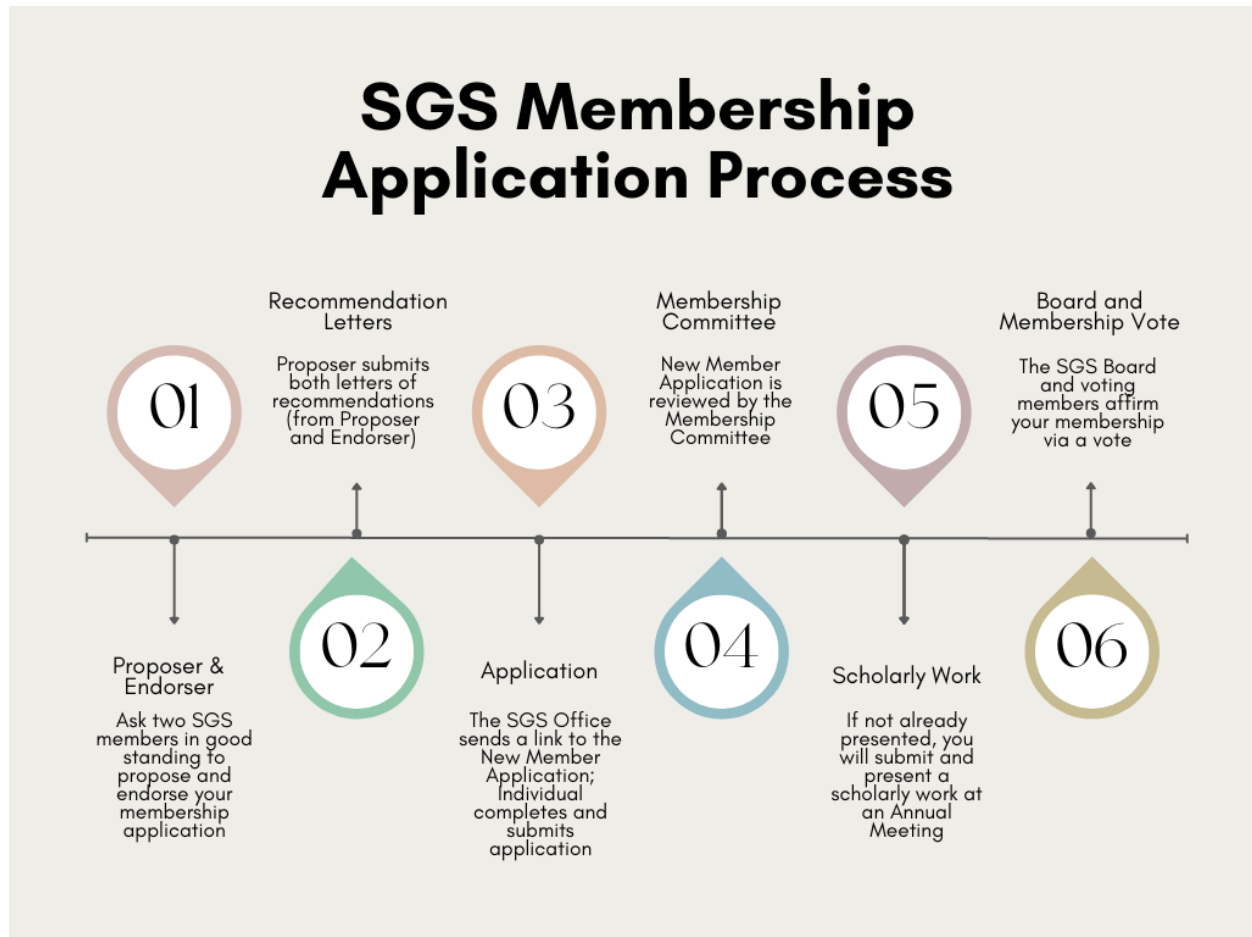 SGS Membership
Application Process
01
Proposer &
Endorser
Ask two SGS
members in good
standing to
propose and
endorse your
membership
application
02
Recommendation
Letters
Proposer submits
both letters of
recommendations
(from Proposer
and Endorser)
03
Application
The SGS Office
sends a link to the
New Member
Application;
Individual
completes and
submits
application
04
Membership
Committee
New Member
Application is
reviewed by the
Membership
Committee
05
Scholarly Work
If not already
presented, you
will submit and
present a
scholarly work at
an Annual
Meeting
06
Board and
Membership Vote
The SGS Board
and voting
members affirm
your membership
via a vote